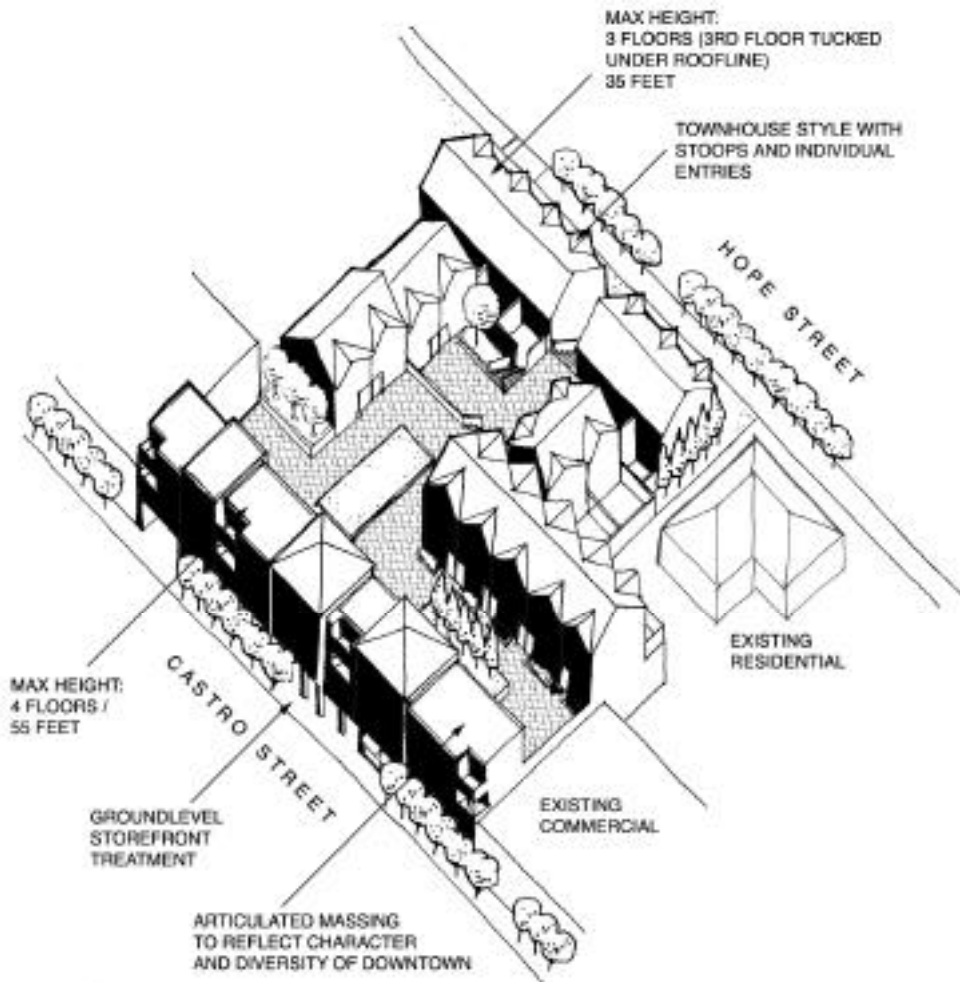 MAX HEIGHT:
3 FLOORS (3RD FLOOR TUCKED
UNDER ROOFLINE)
35 FEET
TOWNHOUSE STYLE WITH
STOOPS AND INDIVIDUAL
ENTRIES
HOPE STREET
EXISTING
RESIDENTIAL
MAX HEIGHT:
4 FLOORS /
55 FEET
CASTRO STREET
GROUNDLEVEL
STOREFRONT
TREATMENT
EXISTING
COMMERCIAL
ARTICULATED MASSING
TO REFLECT CHARACTER
AND DIVERSITY OF DOWNTOWN